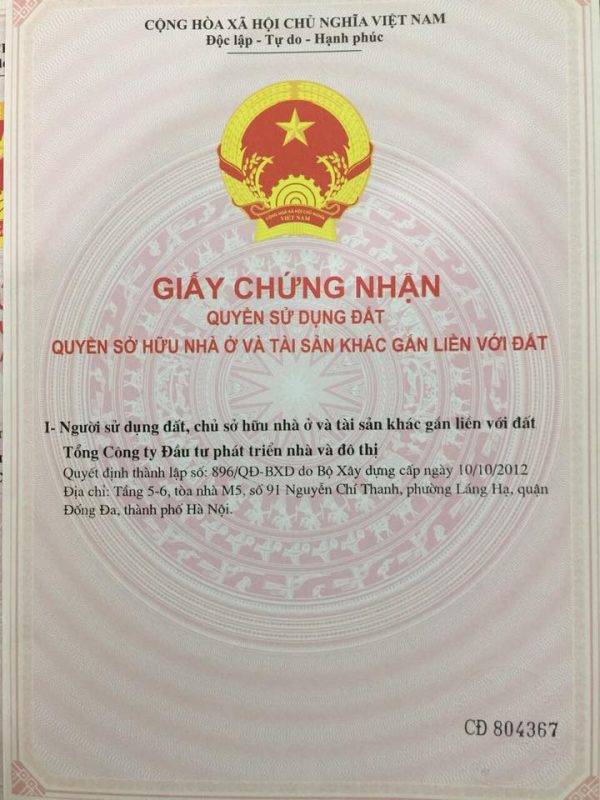 CỘNG HÒA XÃ HỘI CHỦ NGHĨA VIỆT NAM
Độc lập - Tự do - Hạnh phúc
CỘNG HÒA XÃ HỘI CHỦ NGHĨA
VIỆT NAM
GIẤY CHỨNG NHẬN
QUYỀN SỬ DỤNG ĐẤT
QUYỀN SỞ HỮU NHÀ Ở VÀ TÀI SẢN KHÁC GẮN LIỀN VỚI ĐẤT
I- Người sử dụng đất, chủ sở hữu nhà ở và tài sản khác gắn liền với đất
Tổng Công ty Đầu tư phát triển nhà và đô thị
Quyết định thành lập số: 896/QĐ-BXD do Bộ Xây dựng cấp ngày 10/10/2012
Địa chỉ: Tầng 5-6, tòa nhà M5, số 91 Nguyễn Chí Thanh, phường Láng Hạ, quận
Đống Đa, thành phố Hà Nội.
CĐ 804367